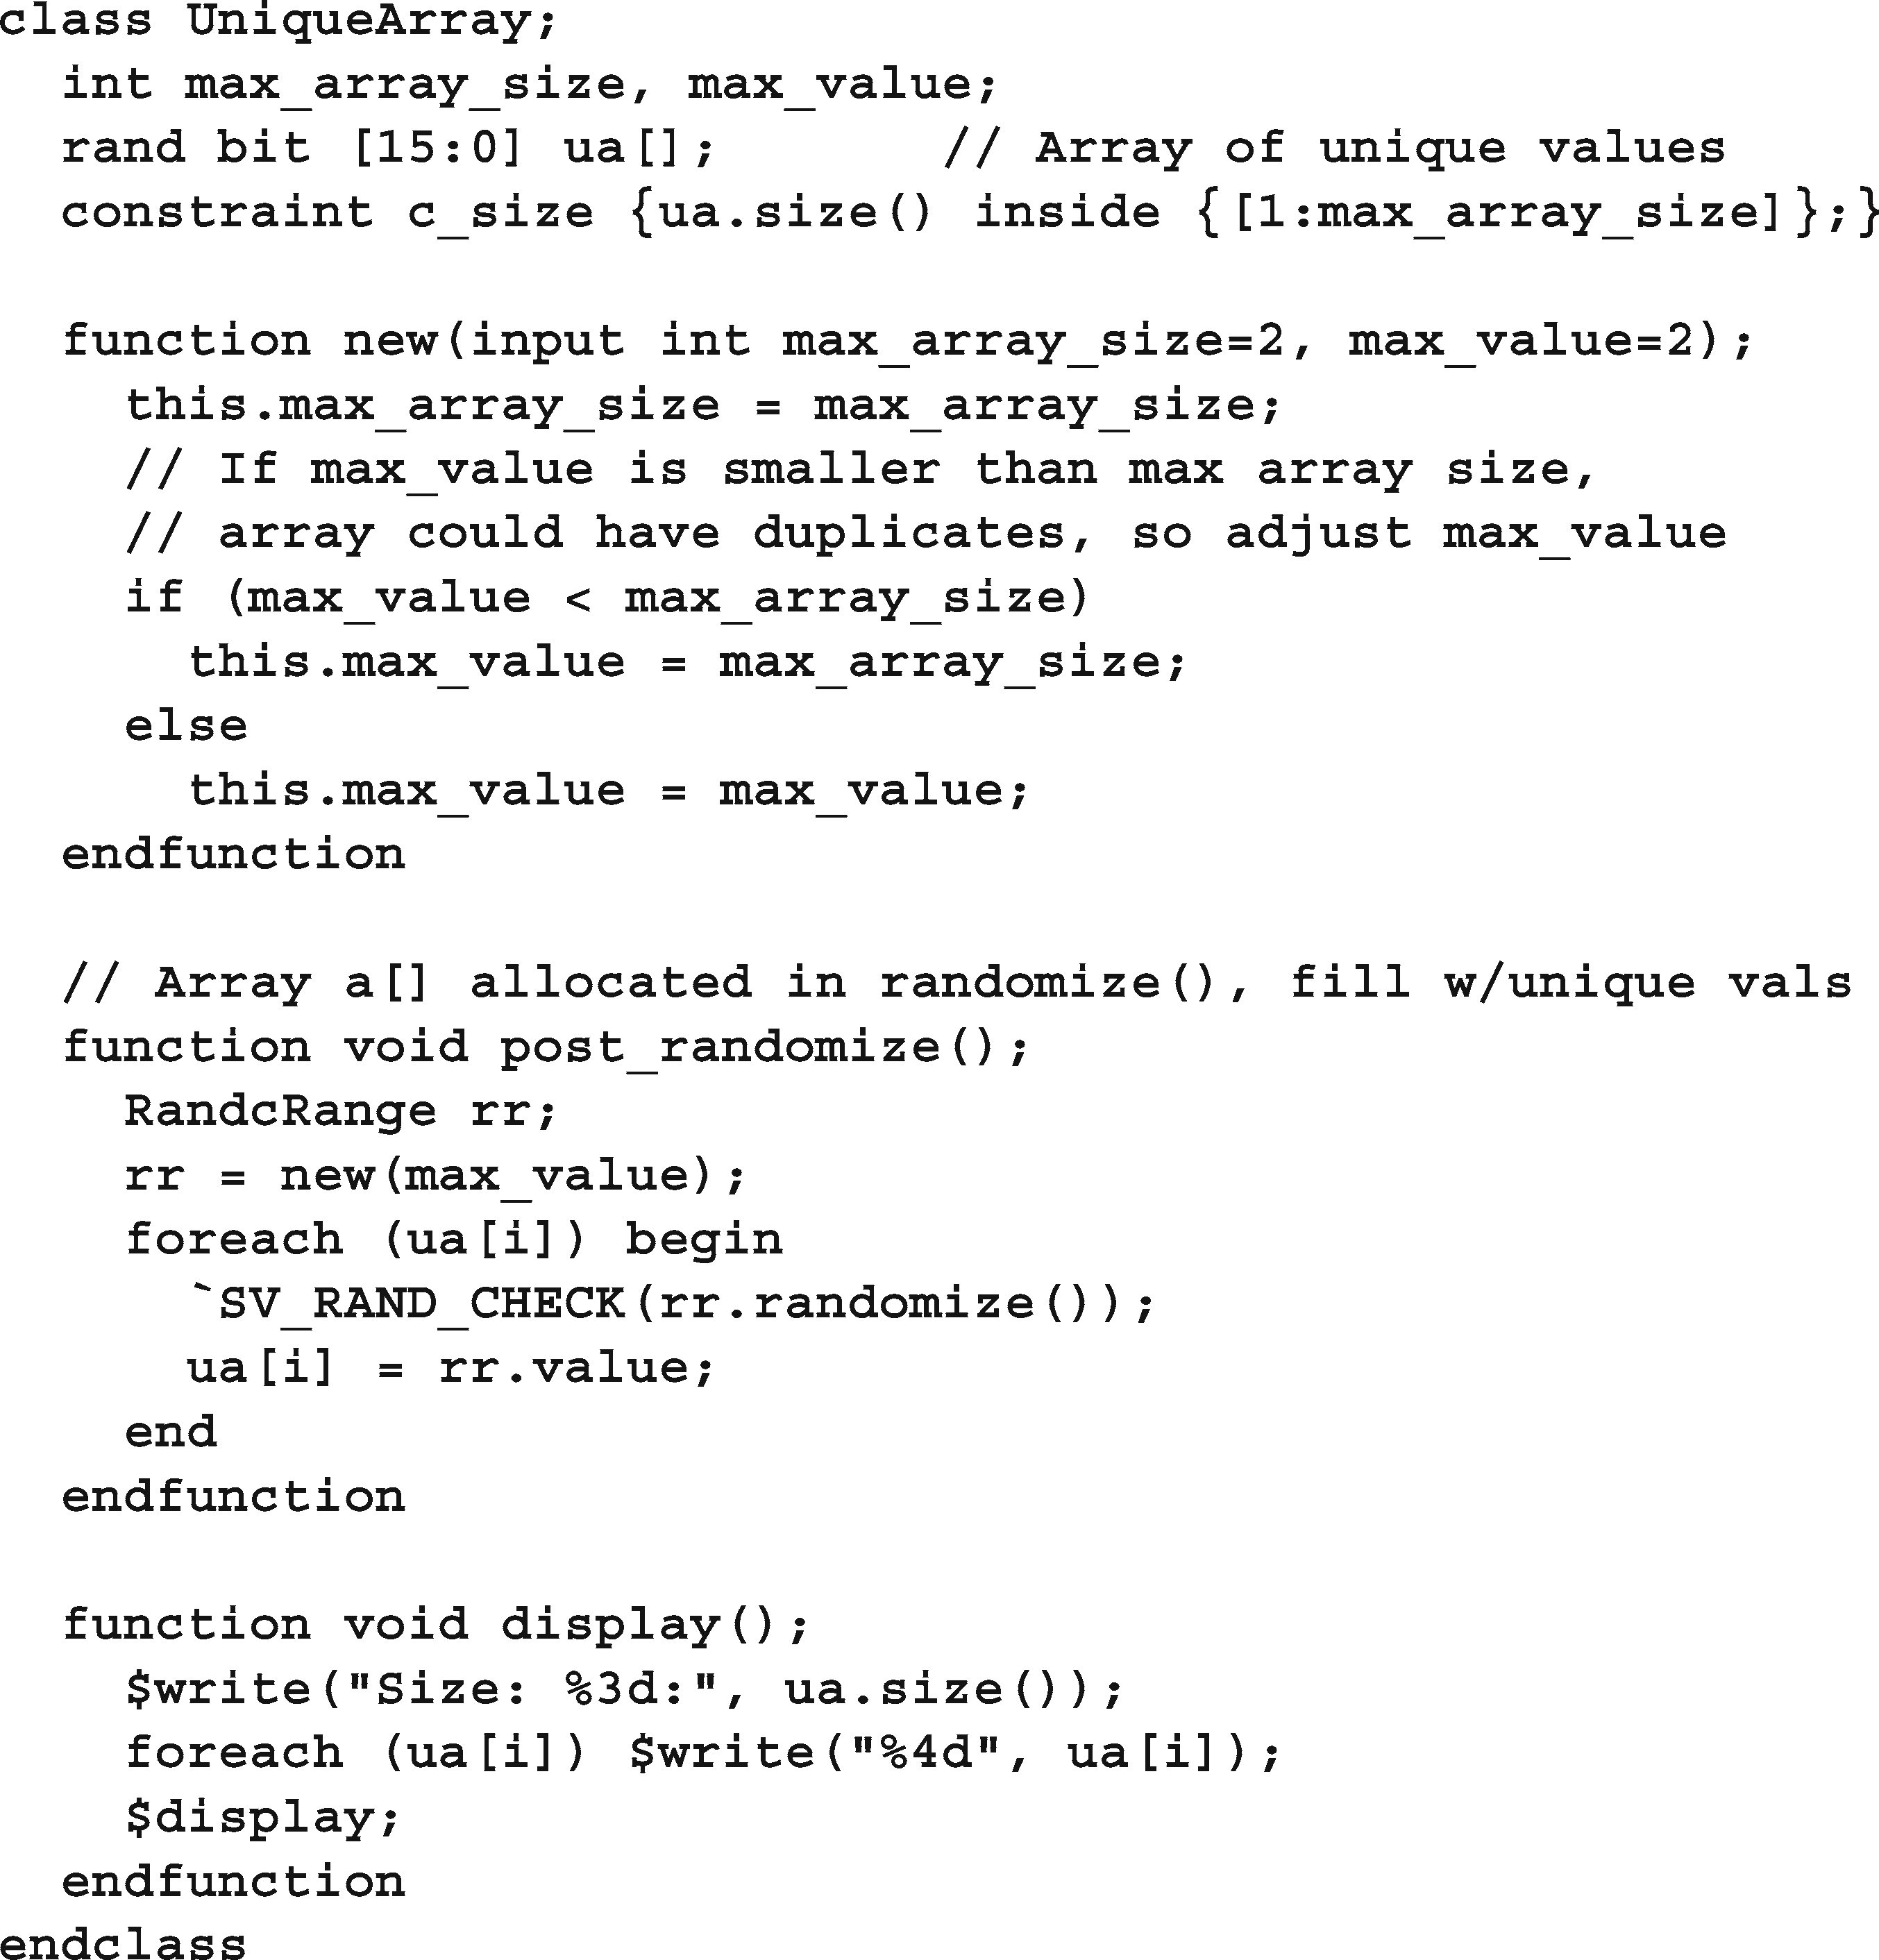 class UniqueArray;
  int max_array_size, max_value;
  rand bit [15:0] ua[];       // Array of unique values
  constraint c_size {ua.size() inside {[1:max_array_size]};}

  function new(input int max_array_size=2, max_value=2);
    this.max_array_size = max_array_size;
    // If max_value is smaller than max array size,
    // array could have duplicates, so adjust max_value
    if (max_value < max_array_size)
      this.max_value = max_array_size;
    else
      this.max_value = max_value;
  endfunction

  // Array a[] allocated in randomize(), fill w/unique vals
  function void post_randomize();
    RandcRange rr;
    rr = new(max_value);
    foreach (ua[i]) begin
      `SV_RAND_CHECK(rr.randomize());
      ua[i] = rr.value;
    end
  endfunction

  function void display();
    $write("Size: %3d:", ua.size());
    foreach (ua[i]) $write("%4d", ua[i]);
    $display;
  endfunction
endclass